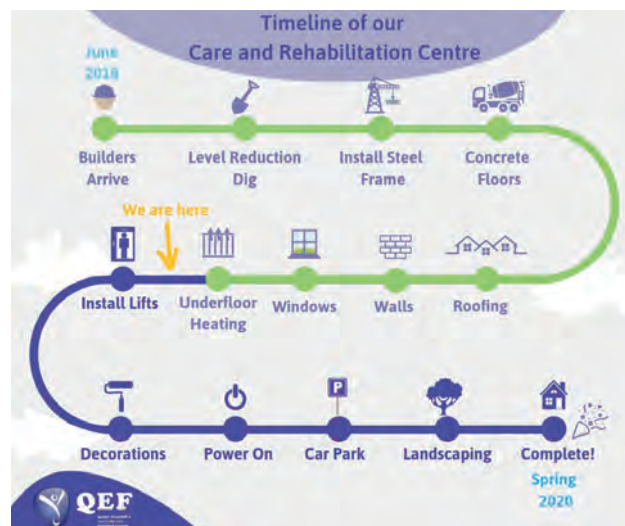 Timeline of our
Care and Rehabilitation Centre
June
2018
Builders
Arrive
Level Reduction
Dig
Install Steel
Frame
Concrete
Floors
We are here
Install Lifts
Underfloor
Heating
Windows
Walls
Roofing
P
Decorations
Power On
Car Park
Landscaping
Complete!
Spring
2020
QEF